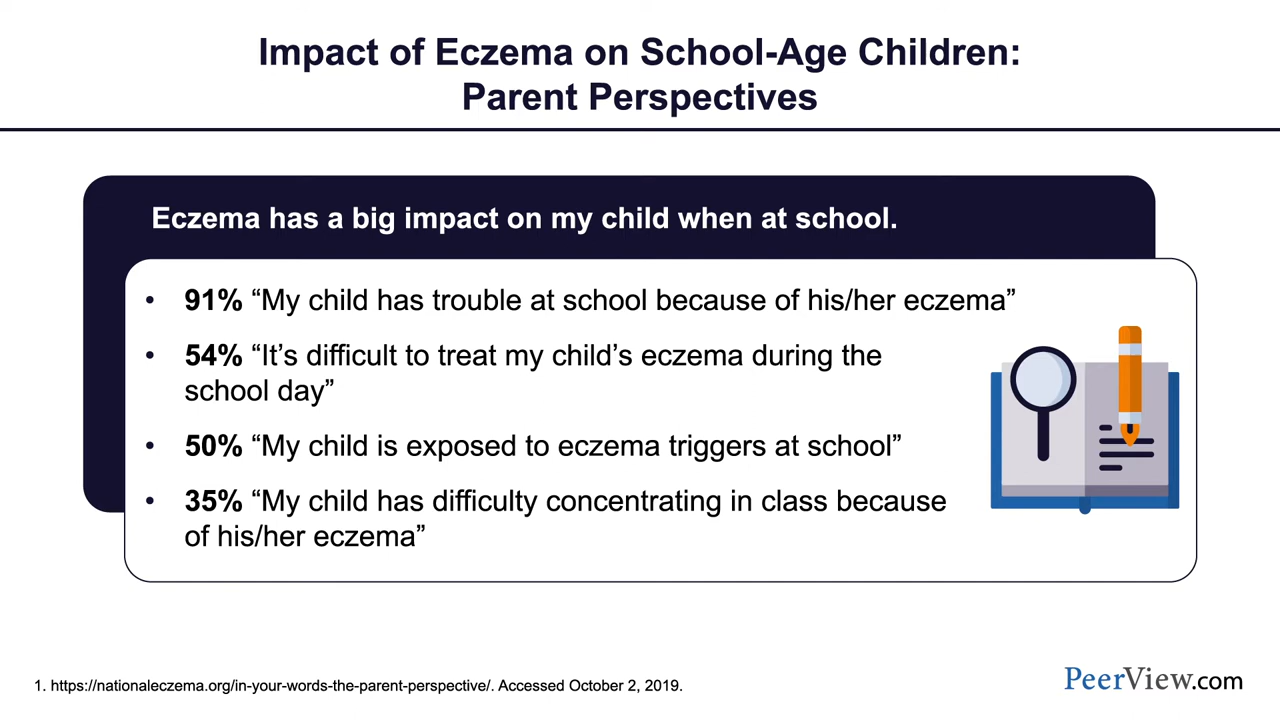 Impact of Eczema on School-Age Children:
Parent Perspectives
Eczema has a big impact on my child when at school.
• 91% “My child has trouble at school because of his/her eczema”
• 54% “It’s difficult to treat my child’s eczema during the
school day”
• 50% “My child is exposed to eczema triggers at school”
• 35% “My child has difficulty concentrating in class because
of his/her eczema”
1. https://nationaleczema.org/in-your-words-the-parent-perspective/. Accessed October 2, 2019.
PeerView.com